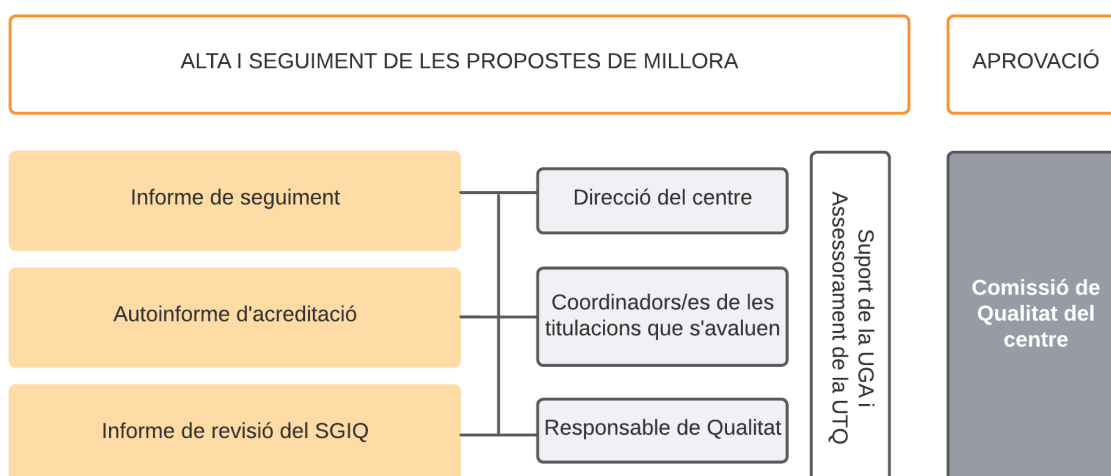 ALTA I SEGUIMENT DE LES PROPOSTES DE MILLORA
APROVACIÓ
Informe de seguiment
Direcció del centre
Autoinforme d'acreditació
Coordinadors/es de les
titulacions que s'avaluen
Informe de revisió del SGIQ
Responsable de Qualitat
Suport de la UGA i
Assessorament de la UTQ
Comissió de
Qualitat del
centre